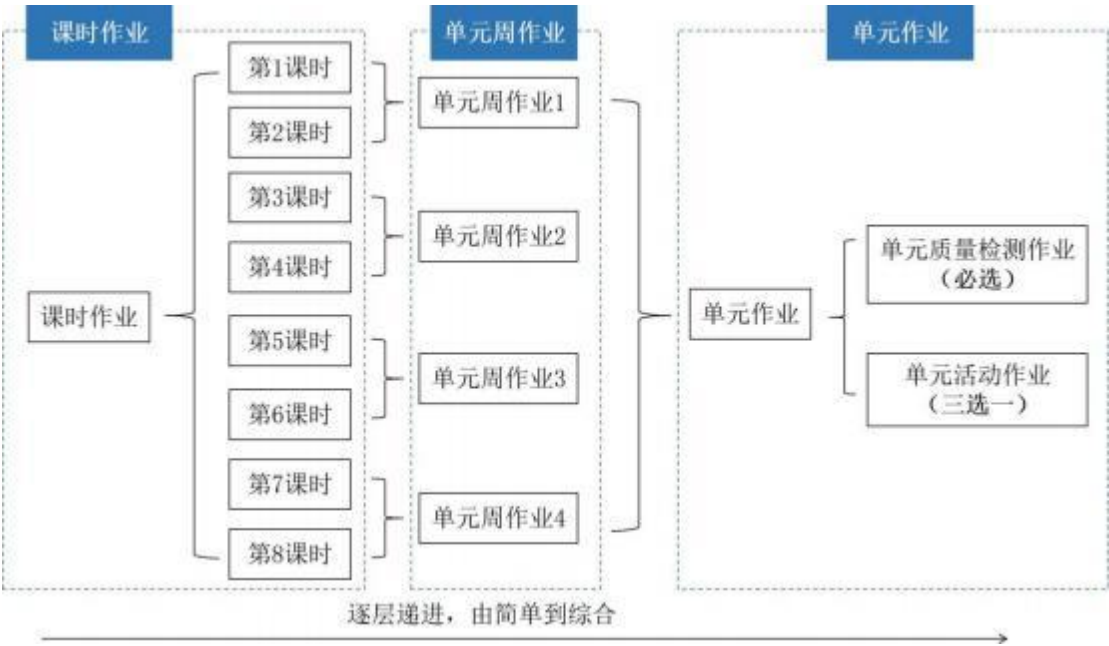 课时作业
单元周作业
单元作业
第1课时
第2课时
第3课时
第4课时
第5课时
第6课时
第7课时
第8课时
课时作业
单元周作业1
单元周作业2
单元周作业3
单元周作业4
单元作业
单元质量检测作业
（必选）
单元活动作业
（三选一）
逐层递进，由简单到综合